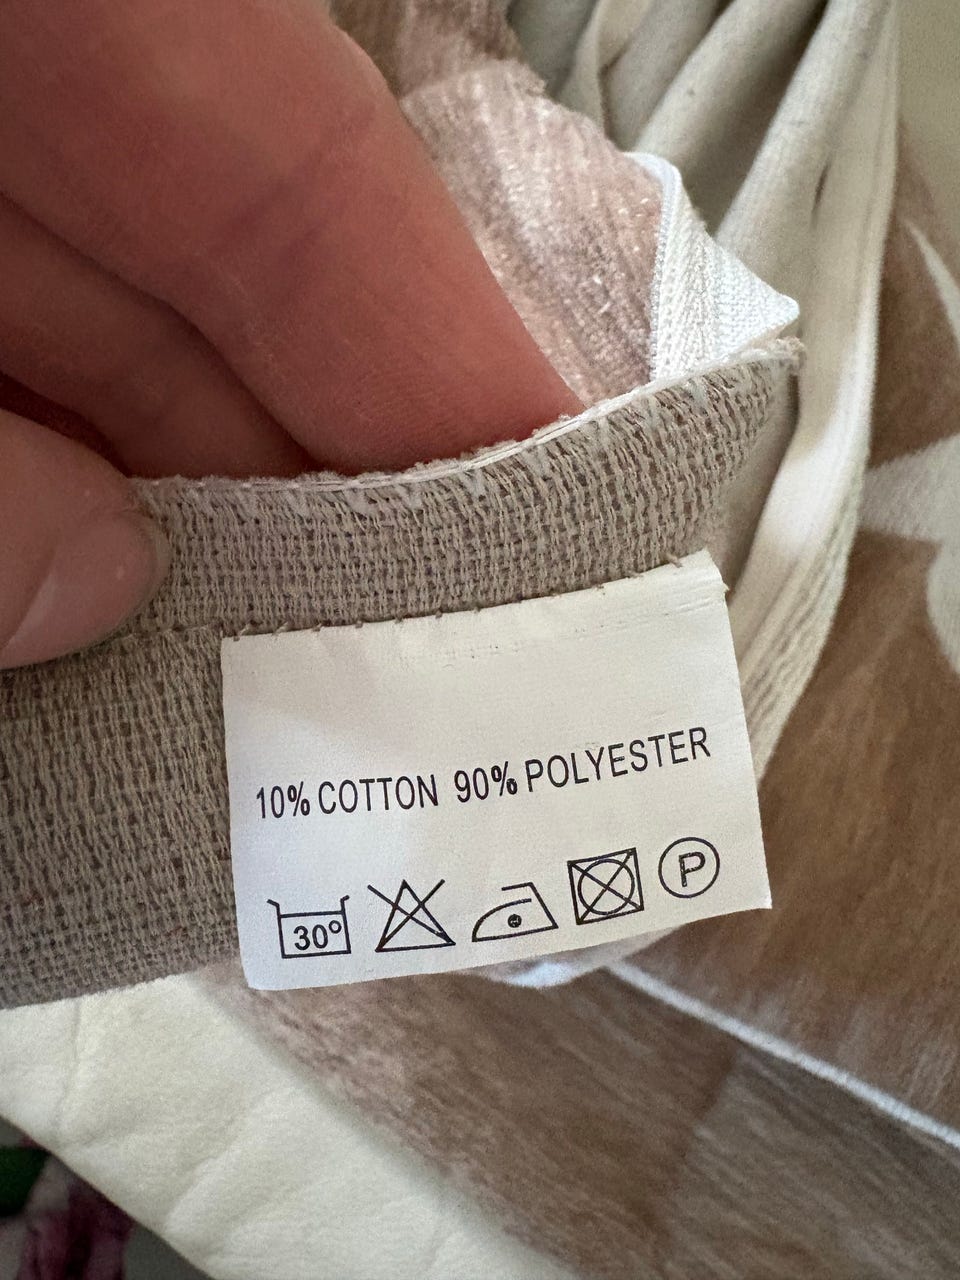 10% COTTON 90% POLYESTER
30° P